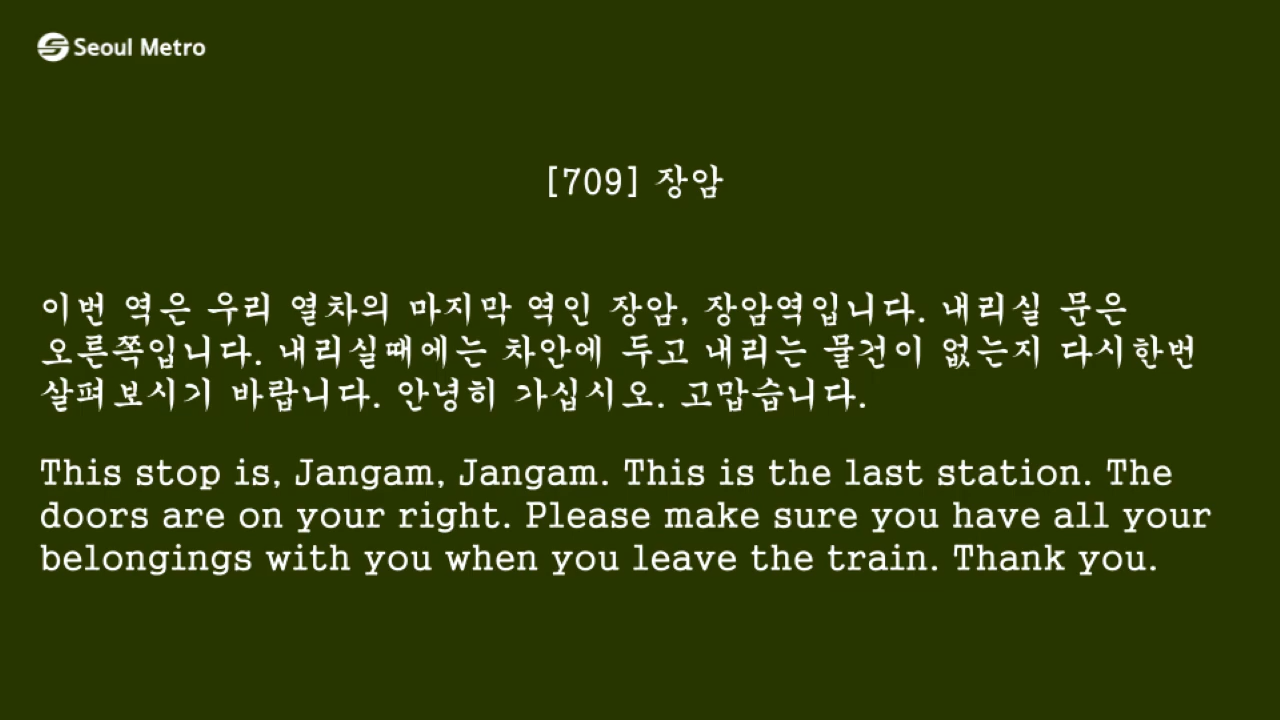 Seoul Metro
[709] 장암
이번 역은 우리 열차의 마지막 역인 장암, 장암역입니다. 내리실 문은
오른쪽입니다. 내리실때에는 차안에 두고 내리는 물건이 없는지 다시한번
살펴보시기 바랍니다. 안녕히 가십시오. 고맙습니다.
This stop is, Jangam, Jangam. This is the last station. The
doors are on your right. Please make sure you have all your
belongings with you when you leave the train. Thank you.